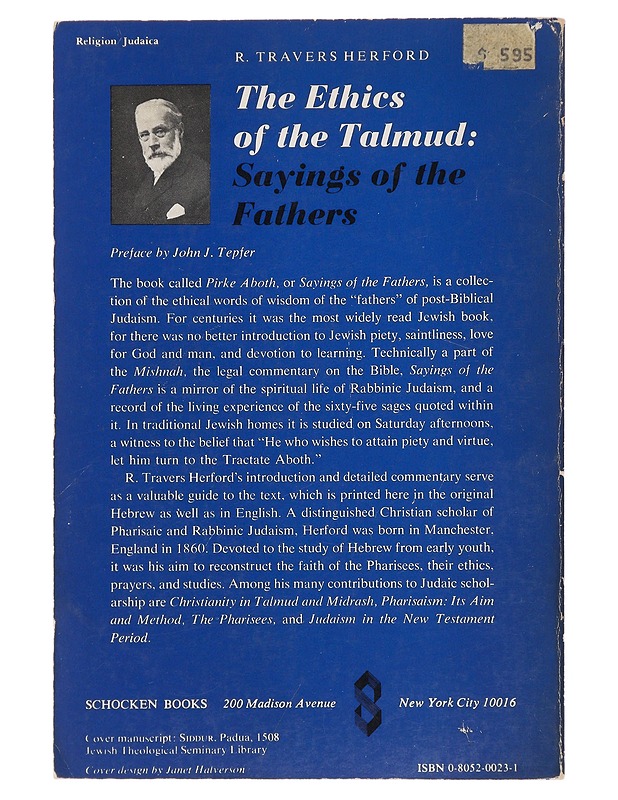 Religion/Judaica
$ 595
R. TRAVERS HERFORD
The Ethics
of the Talmud:
Sayings of the
Fathers
Preface by John J. Tepfer
The book called Pirke Aboth, or Sayings of the Fathers, is a collec-
tion of the ethical words of wisdom of the “fathers” of post-Biblical
Judaism. For centuries it was the most widely read Jewish book,
for there was no better introduction to Jewish piety, saintliness, love
for God and man, and devotion to learning. Technically a part of
the Mishnah, the legal commentary on the Bible, Sayings of the
Fathers is a mirror of the spiritual life of Rabbinic Judaism, and a
record of the living experience of the sixty-five sages quoted within
it. In traditional Jewish homes it is studied on Saturday afternoons,
a witness to the belief that “He who wishes to attain piety and virtue,
let him turn to the Tractate Aboth.”
R. Travers Herford's introduction and detailed commentary serve
as a valuable guide to the text, which is printed here in the original
Hebrew as well as in English. A distinguished Christian scholar of
Pharisaic and Rabbinic Judaism, Herford was born in Manchester,
England in 1860. Devoted to the study of Hebrew from early youth,
it was his aim to reconstruct the faith of the Pharisees, their ethics,
prayers, and studies. Among his many contributions to Judaic schol-
arship are Christianity in Talmud and Midrash, Pharisaism: Its Aim
and Method, The Pharisees, and Judaism in the New Testament
Period.
SCHOCKEN BOOKS 200 Madison Avenue New York City 10016
Cover manuscript: SIDDUR. Padua, 1508
Jewish Theological Seminary Library
Cover design by Janet Halverson
ISBN 0-8052-0023-1